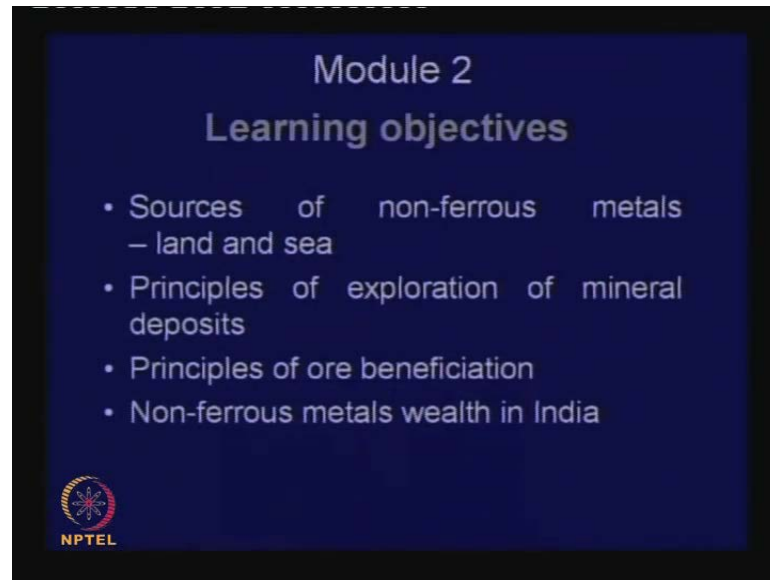 Module 2
Learning objectives
• Sources of non-ferrous metals
– land and sea
• Principles of exploration of mineral
deposits
• Principles of ore beneficiation
• Non-ferrous metals wealth in India
NPTEL